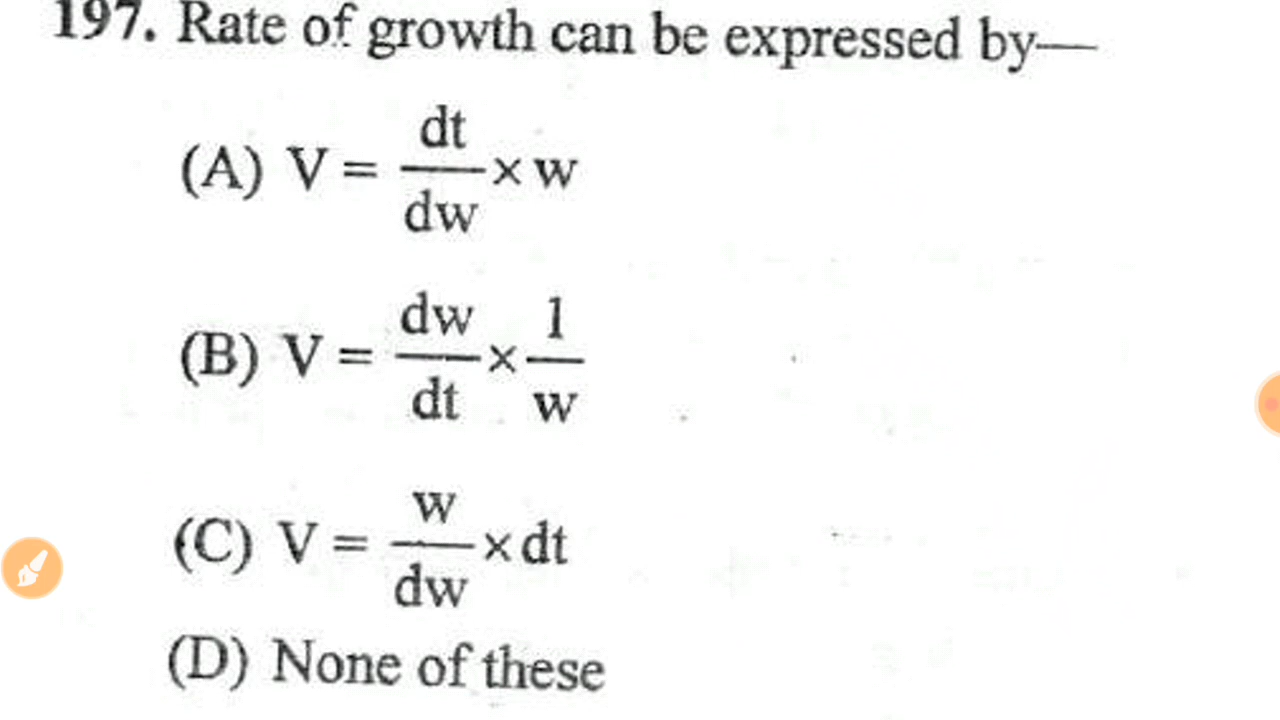 197. Rate of growth can be expressed by—
(A) V = dt/dw × w
(B) V = dw/dt × 1/w
(C) V = w/dw × dt
(D) None of these